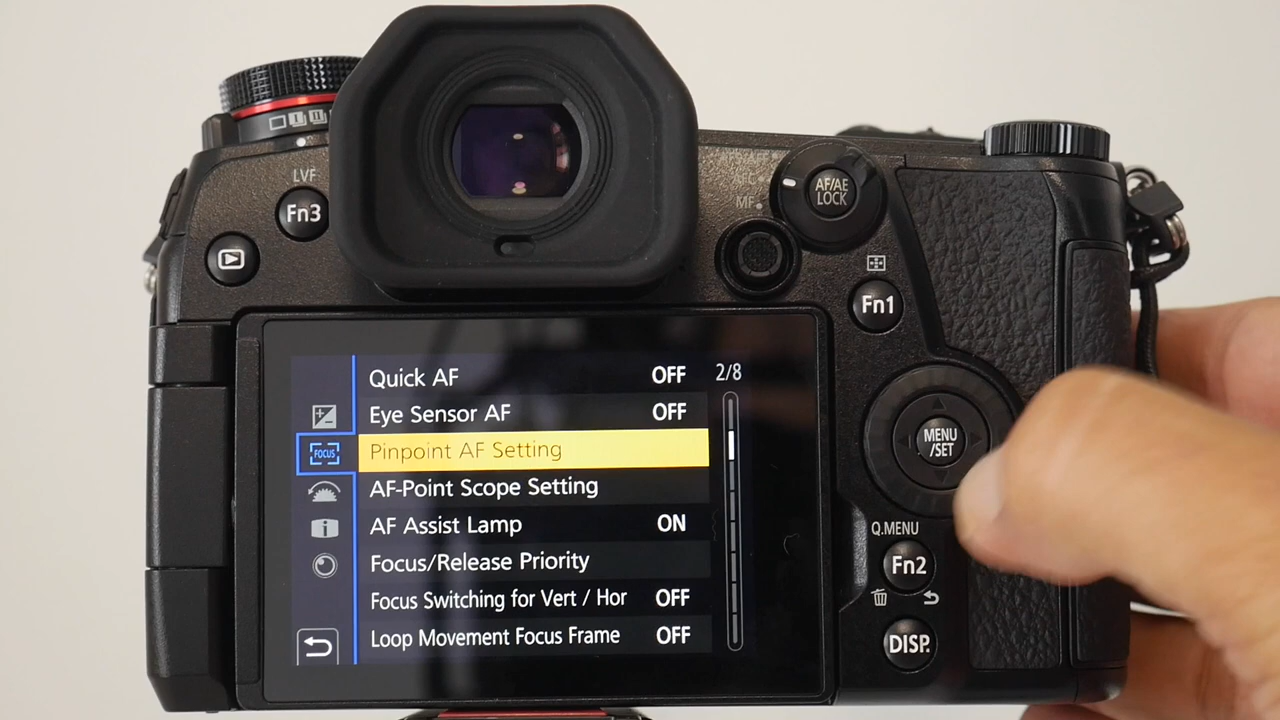 LVF
Fn3
AFC
MF
AF/AE
LOCK
Fn1
MENU
/SET
Q.MENU
Fn2
DISP.
Quick AF OFF
2/8
Eye Sensor AF OFF
FOCUS
Pinpoint AF Setting
AF-Point Scope Setting
AF Assist Lamp ON
Focus/Release Priority
Focus Switching for Vert / Hor OFF
Loop Movement Focus Frame OFF